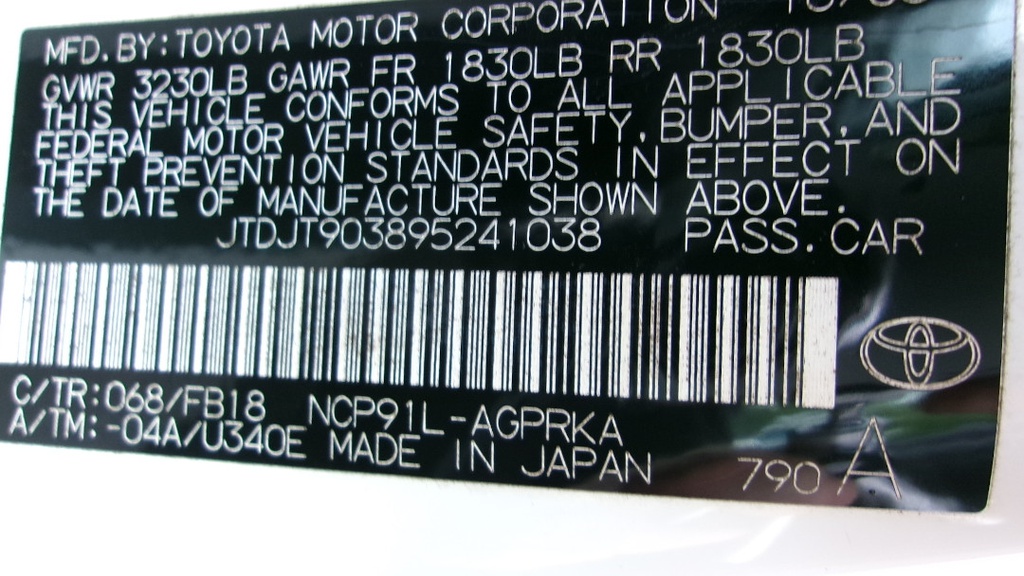 MFD. BY: TOYOTA MOTOR CORPORATION
GVWR 3230LB GAWR FR 1830LB RR 1830LB
THIS VEHICLE CONFORMS TO ALL APPLICABLE
FEDERAL MOTOR VEHICLE SAFETY, BUMPER, AND
THEFT PREVENTION STANDARDS IN EFFECT ON
THE DATE OF MANUFACTURE SHOWN ABOVE.
JTDJT903895241038 PASS. CAR
C/TR: 068/FB18 NCP91L-AGPRKA
A/TM: -04A/U340E MADE IN JAPAN 790 A